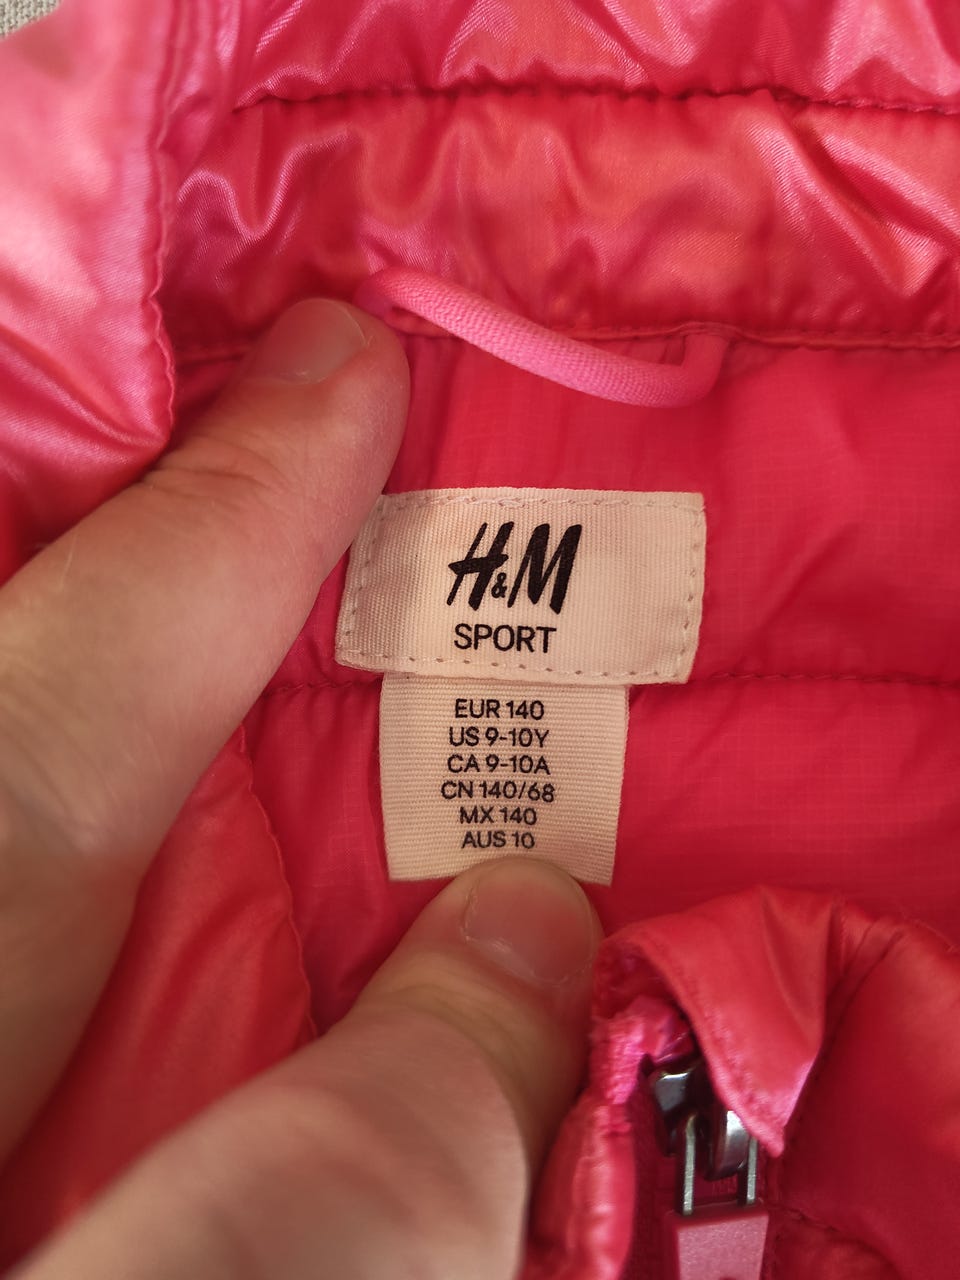 H&M
SPORT
EUR 140
US 9-10Y
CA 9-10A
CN 140/68
MX 140
AUS 10